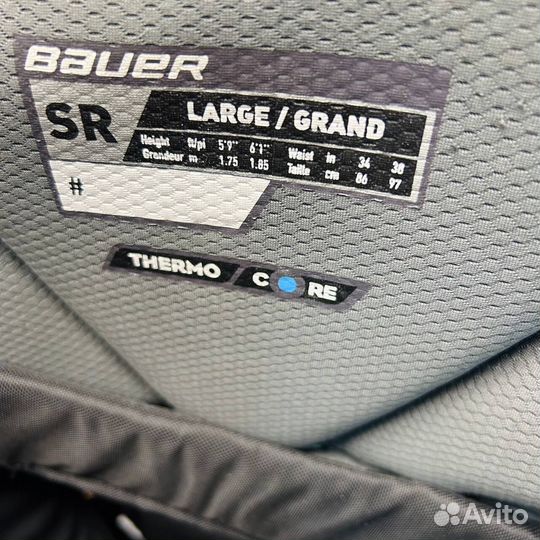 BAUER
SR
LARGE / GRAND
Height ft/pi 5'9" 6'1" Waist in 34 38
Grandeur m 1.75 1.85 Taille cm 86 97
#
THERMO / CORE
Avito